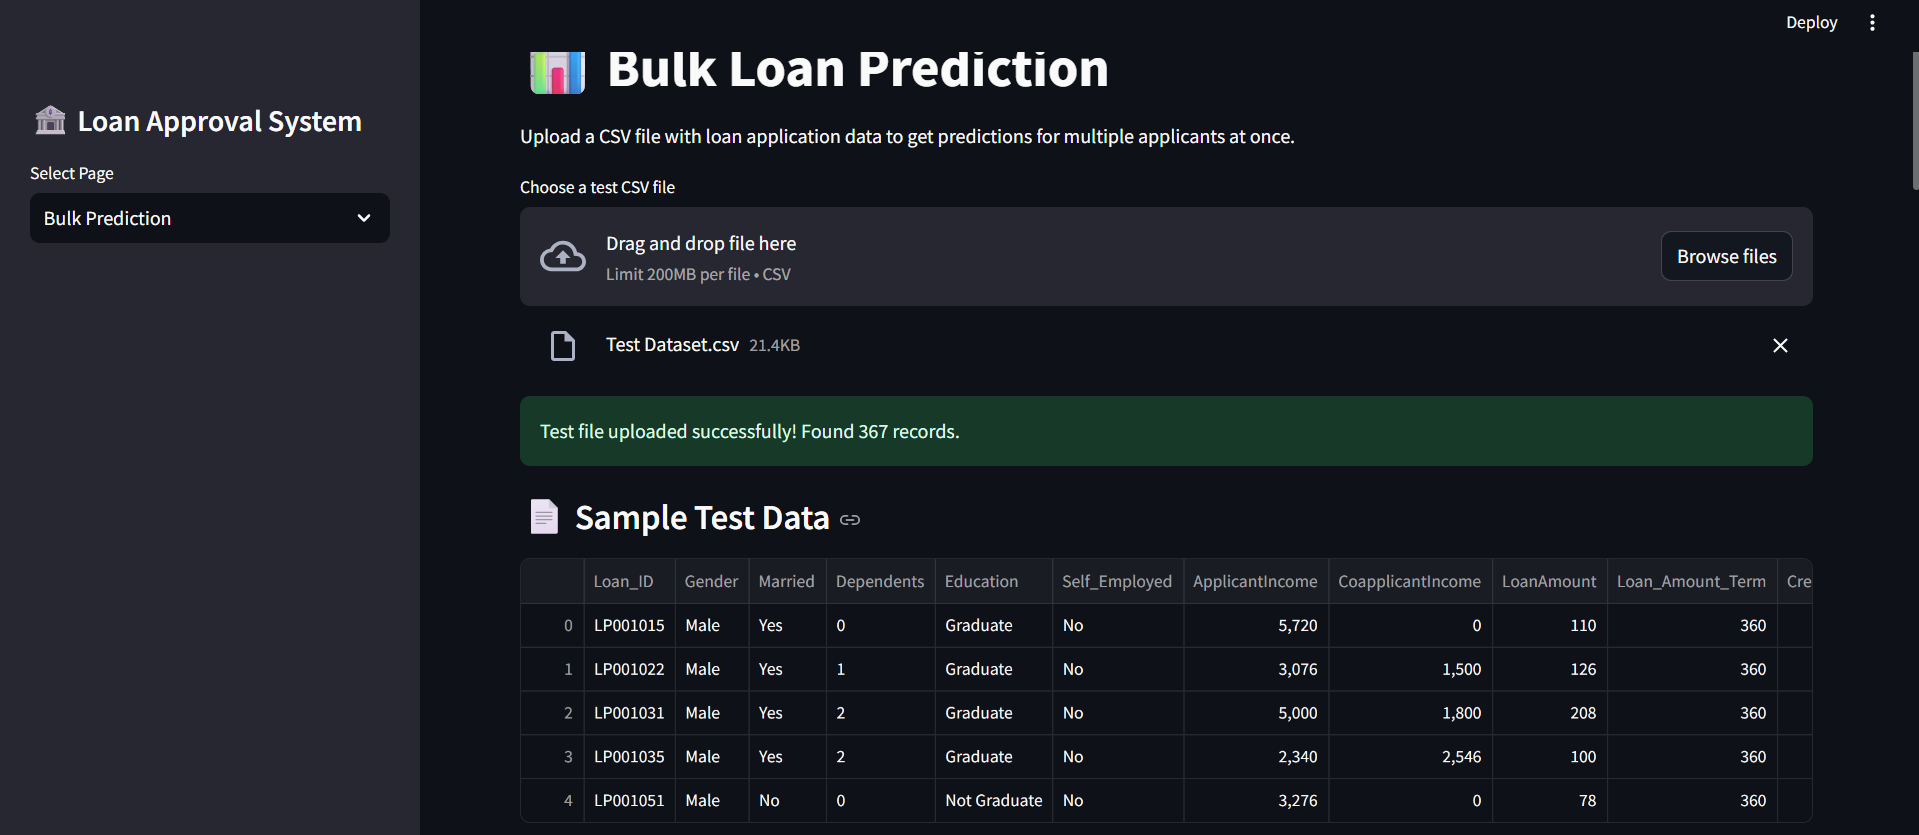 Deploy
Loan Approval System
Select Page
Bulk Prediction
Bulk Loan Prediction
Upload a CSV file with loan application data to get predictions for multiple applicants at once.
Choose a test CSV file
Drag and drop file here
Limit 200MB per file • CSV
Browse files
Test Dataset.csv 21.4KB
Test file uploaded successfully! Found 367 records.
Sample Test Data
Loan_ID Gender Married Dependents Education Self_Employed ApplicantIncome CoapplicantIncome LoanAmount Loan_Amount_Term Cre
0 LP001015 Male Yes 0 Graduate No 5,720 0 110 360
1 LP001022 Male Yes 1 Graduate No 3,076 1,500 126 360
2 LP001031 Male Yes 2 Graduate No 5,000 1,800 208 360
3 LP001035 Male Yes 2 Graduate No 2,340 2,546 100 360
4 LP001051 Male No 0 Not Graduate No 3,276 0 78 360